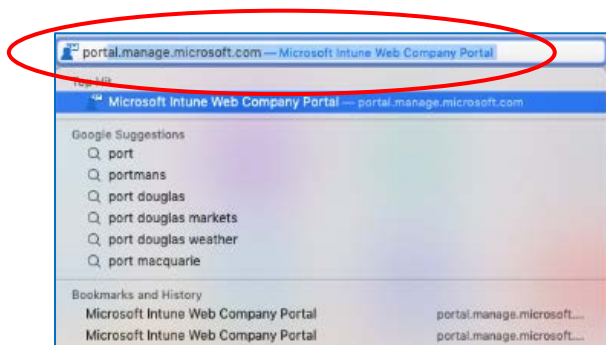 portal.manage.microsoft.com — Microsoft Intune Web Company Portal
Top Hit
Microsoft Intune Web Company Portal — portal.manage.microsoft.com
Google Suggestions
port
portmans
port douglas
port douglas markets
port douglas weather
port macquarie
Bookmarks and History
Microsoft Intune Web Company Portal portal.manage.microsoft....
Microsoft Intune Web Company Portal portal.manage.microsoft....